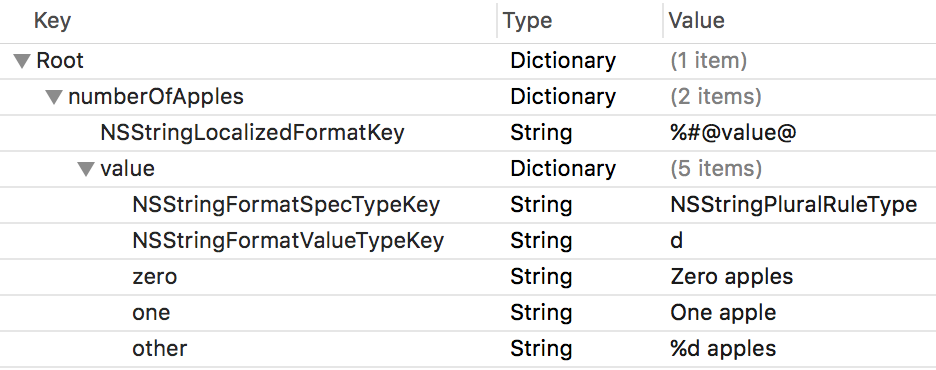 Key Type Value
Root Dictionary (1 item)
numberOfApples Dictionary (2 items)
NSStringLocalizedFormatKey String %#@value@
value Dictionary (5 items)
NSStringFormatSpecTypeKey String NSStringPluralRuleType
NSStringFormatValueTypeKey String d
zero String Zero apples
one String One apple
other String %d apples